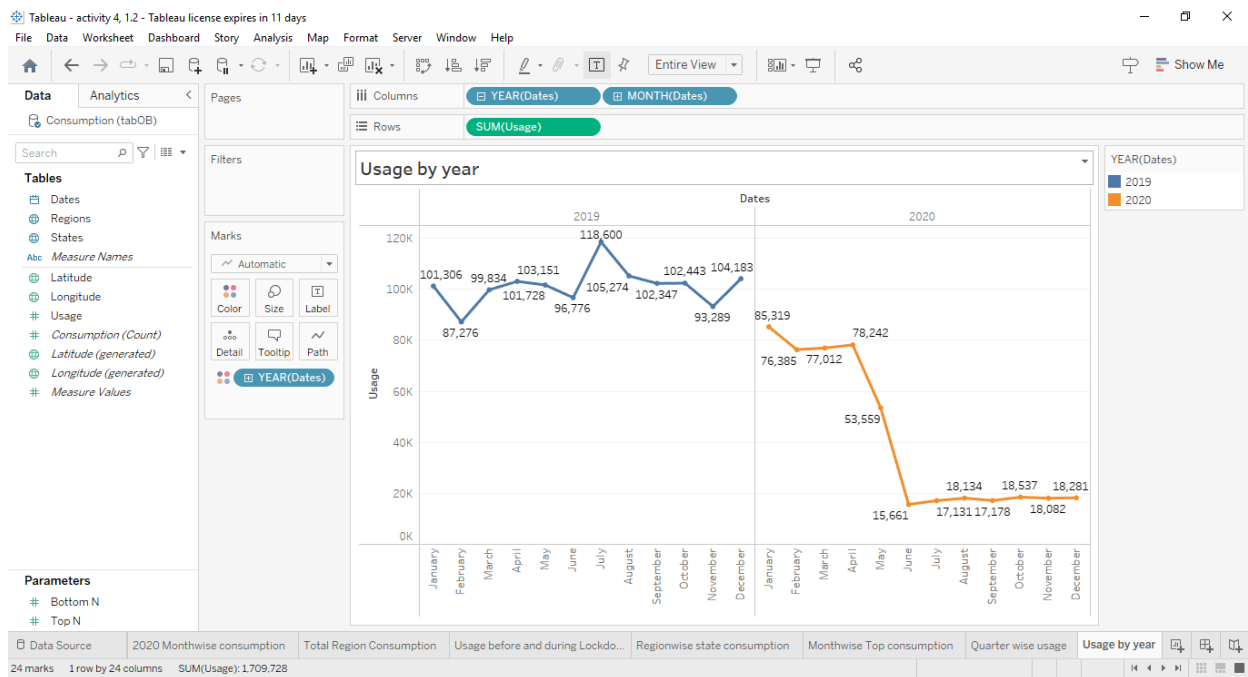 Tableau - activity 4, 1.2 - Tableau license expires in 11 days
File Data Worksheet Dashboard Story Analysis Map Format Server Window Help
Entire View
Show Me
Data Analytics
Consumption (tabOB)
Search
Tables
Dates
Regions
States
Abc Measure Names
Latitude
Longitude
# Usage
# Consumption (Count)
Latitude (generated)
Longitude (generated)
# Measure Values
Parameters
# Bottom N
# Top N
Pages
Filters
Marks
Automatic
Color Size Label
Detail Tooltip Path
YEAR(Dates)
Columns YEAR(Dates) MONTH(Dates)
Rows SUM(Usage)
Usage by year
Dates
2019 2020
Usage
120K
100K
80K
60K
40K
20K
0K
101,306
87,276
99,834
103,151
101,728
96,776
118,600
105,274
102,347
102,443
93,289
104,183
85,319
76,385
77,012
78,242
53,559
15,661
17,131
18,134
17,178
18,537
18,082
18,281
January
February
March
April
May
June
July
August
September
October
November
December
January
February
March
April
May
June
July
August
September
October
November
December
YEAR(Dates)
2019
2020
Data Source 2020 Monthwise consumption Total Region Consumption Usage before and during Lockdo... Regionwise state consumption Monthwise Top consumption Quarter wise usage Usage by year
24 marks 1 row by 24 columns SUM(Usage): 1,709,728